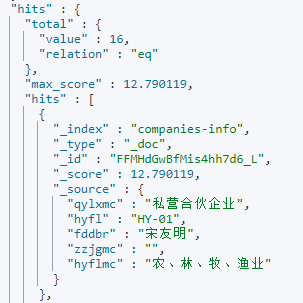 "hits" : {
"total" : {
"value" : 16,
"relation" : "eq"
},
"max_score" : 12.790119,
"hits" : [
{
"_index" : "companies-info",
"_type" : "_doc",
"_id" : "FFMHdGwBfMis4hh7d6_L",
"_score" : 12.790119,
"_source" : {
"qylxmc" : "私营合伙企业",
"hyfl" : "HY-01",
"fddbr" : "宋友明",
"zzjgmc" : "",
"hyflmc" : "农、林、牧、渔业"
}
},